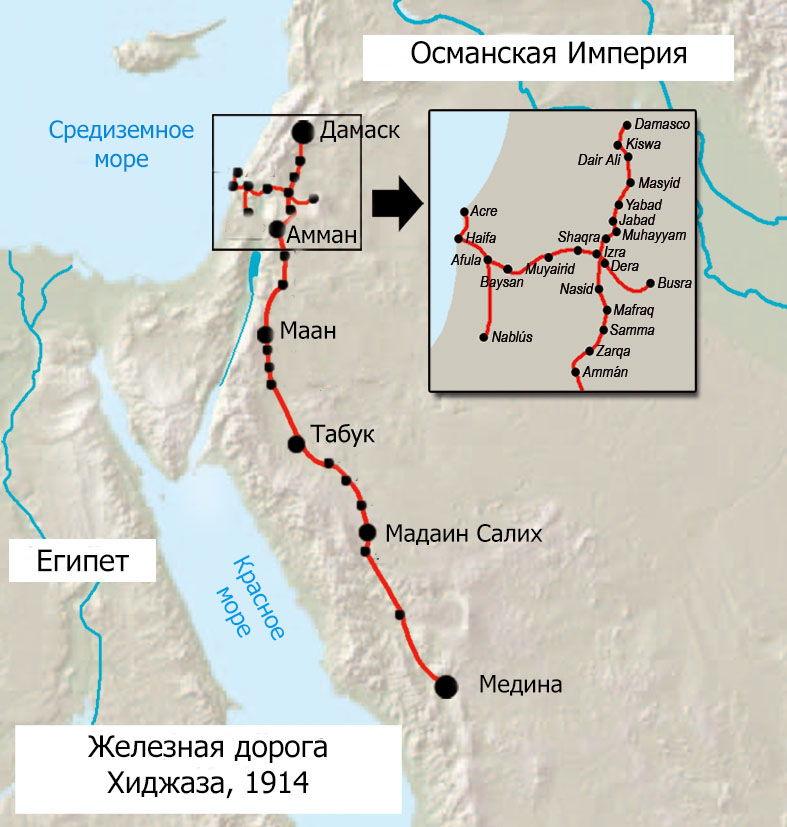 Османская Империя
Средиземное
море
Дамаск
Амман
Маан
Табук
Мадаин Салих
Медина
Египет
Красное
море
Железная дорога
Хиджаза, 1914
Damasco
Kiswa
Dair Ali
Masyid
Yabad
Jabad
Muhayyam
Acre
Haifa
Shaqra
Izra
Afula
Muyairid
Dera
Baysan
Nasid
Busra
Mafraq
Samma
Nablús
Zarqa
Ammán